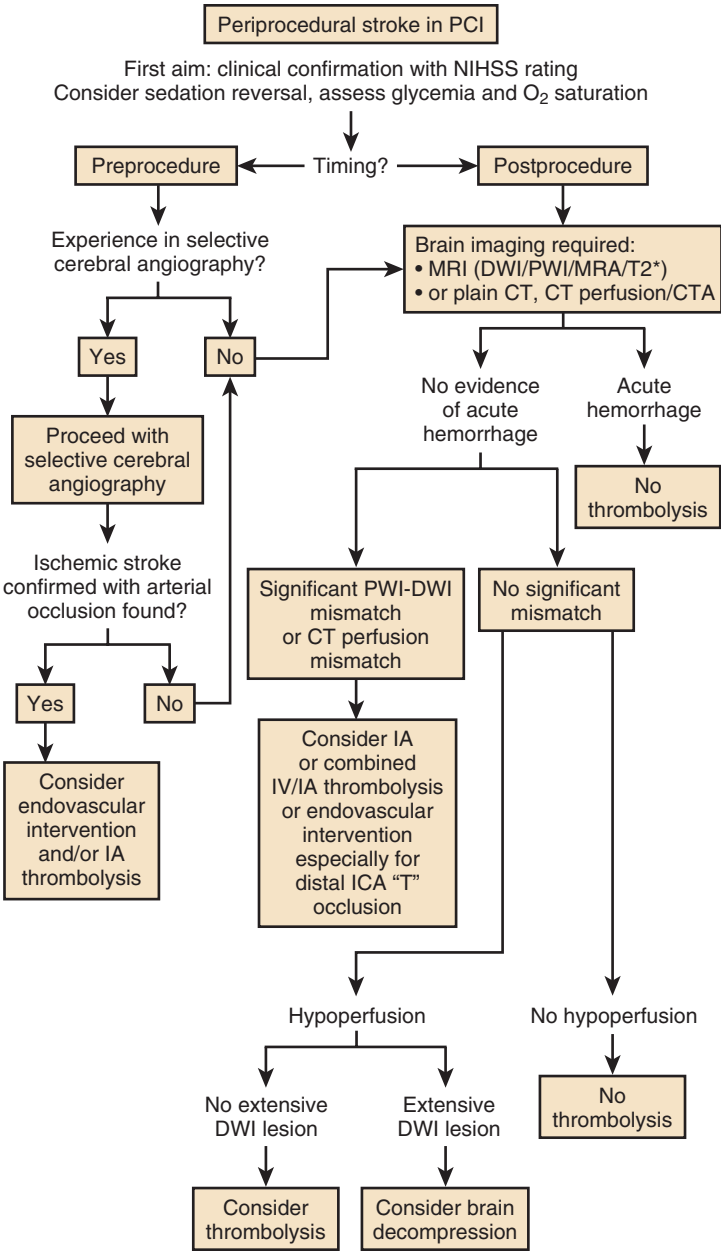 Periprocedural stroke in PCI
First aim: clinical confirmation with NIHSS rating
Consider sedation reversal, assess glycemia and O₂ saturation
Preprocedure
Timing?
Postprocedure
Experience in selective
cerebral angiography?
Brain imaging required:
• MRI (DWI/PWI/MRA/T2*)
• or plain CT, CT perfusion/CTA
Yes
No
No evidence
of acute
hemorrhage
Acute
hemorrhage
Proceed with
selective cerebral
angiography
No
thrombolysis
Ischemic stroke
confirmed with arterial
occlusion found?
Significant PWI-DWI
mismatch
or CT perfusion
mismatch
No significant
mismatch
Yes
No
Consider
endovascular
intervention
and/or IA
thrombolysis
Consider IA
or combined
IV/IA thrombolysis
or endovascular
intervention
especially for
distal ICA “T”
occlusion
Hypoperfusion
No hypoperfusion
No
thrombolysis
No extensive
DWI lesion
Extensive
DWI lesion
Consider
thrombolysis
Consider brain
decompression